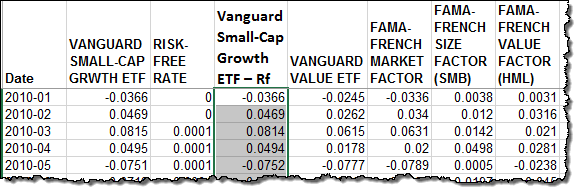 Date VANGUARD SMALL-CAP GRWTH ETF RISK-FREE RATE Vanguard Small-Cap Growth ETF – Rf VANGUARD VALUE ETF FAMA-FRENCH MARKET FACTOR FAMA-FRENCH SIZE FACTOR (SMB) FAMA-FRENCH VALUE FACTOR (HML)
2010-01 -0.0366 0 -0.0366 -0.0245 -0.0336 0.0038 0.0031
2010-02 0.0469 0 0.0469 0.0262 0.034 0.012 0.0316
2010-03 0.0815 0.0001 0.0814 0.0615 0.0631 0.0142 0.021
2010-04 0.0495 0.0001 0.0494 0.0178 0.02 0.0498 0.0281
2010-05 -0.0751 0.0001 -0.0752 -0.0777 -0.0789 0.0005 -0.0238